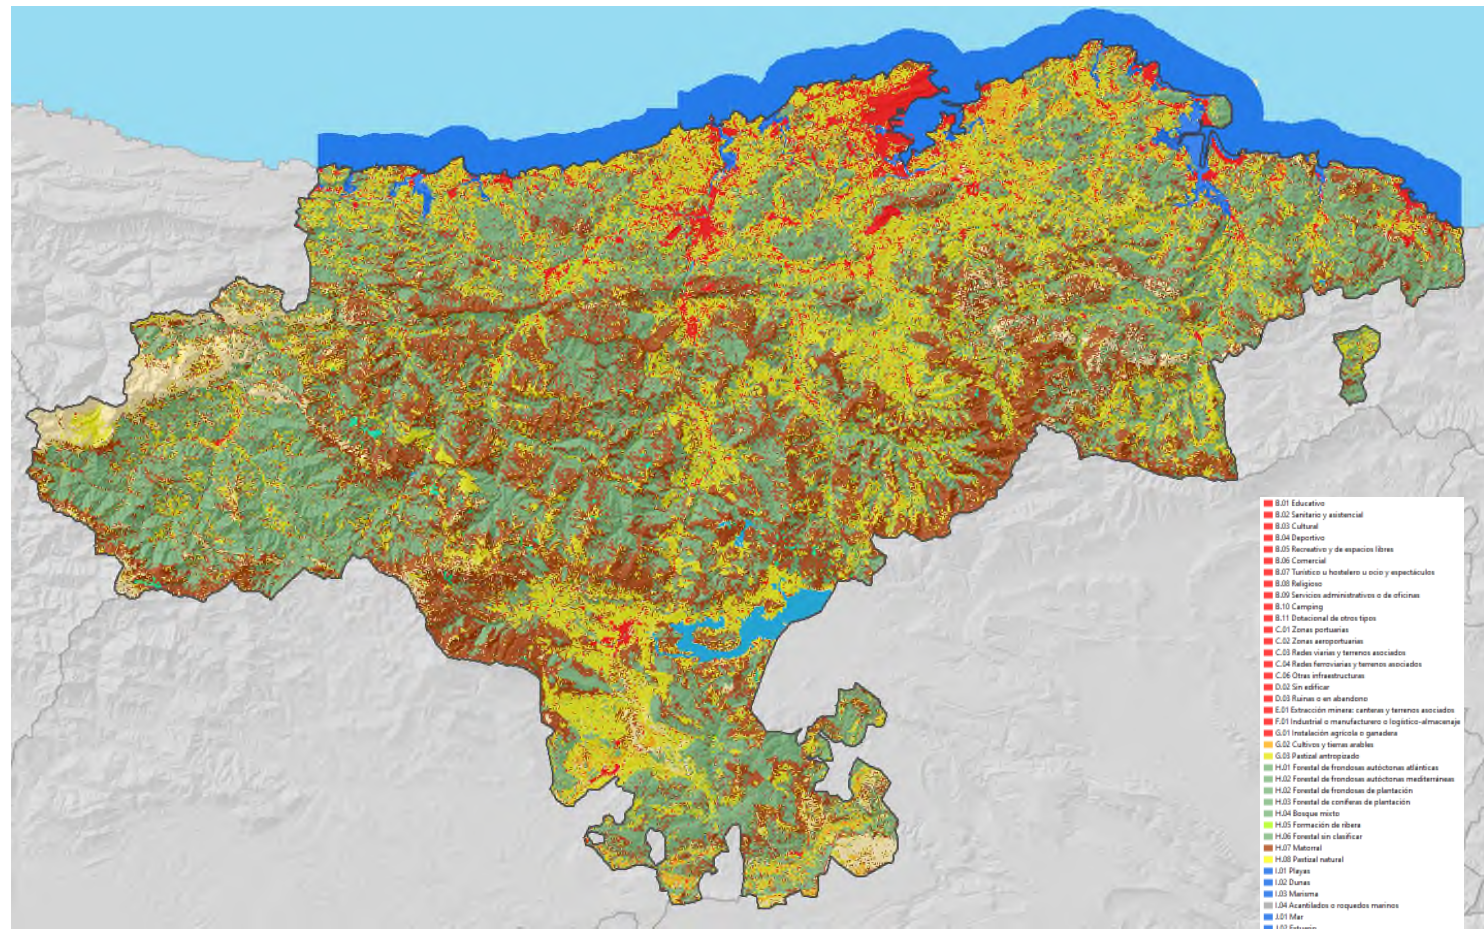 B.01 Educativo
B.02 Sanitario y asistencial
B.03 Cultural
B.04 Deportivo
B.05 Recreativo y de espacios libres
B.06 Comercial
B.07 Turístico u hostelero u ocio y espectáculos
B.08 Religioso
B.09 Servicios administrativos o de oficinas
B.10 Camping
B.11 Dotacional de otros tipos
C.01 Zonas portuarias
C.02 Zonas aeroportuarias
C.03 Redes viarias y terrenos asociados
C.04 Redes ferroviarias y terrenos asociados
C.06 Otras infraestructuras
D.02 Sin edificar
D.03 Ruinas o en abandono
E.01 Extracción minera: canteras y terrenos asociados
F.01 Industrial o manufacturero o logístico-almacenaje
G.01 Instalación agrícola o ganadera
G.02 Cultivos y tierras arables
G.03 Pastizal antropizado
H.01 Forestal de frondosas autóctonas atlánticas
H.02 Forestal de frondosas autóctonas mediterráneas
H.02 Forestal de frondosas de plantación
H.03 Forestal de coníferas de plantación
H.04 Bosque mixto
H.05 Formación de ribera
H.06 Forestal sin clasificar
H.07 Matorral
H.08 Pastizal natural
I.01 Playas
I.02 Dunas
I.03 Marisma
I.04 Acantilados o roquedos marinos
J.01 Mar
J.02 Estuario